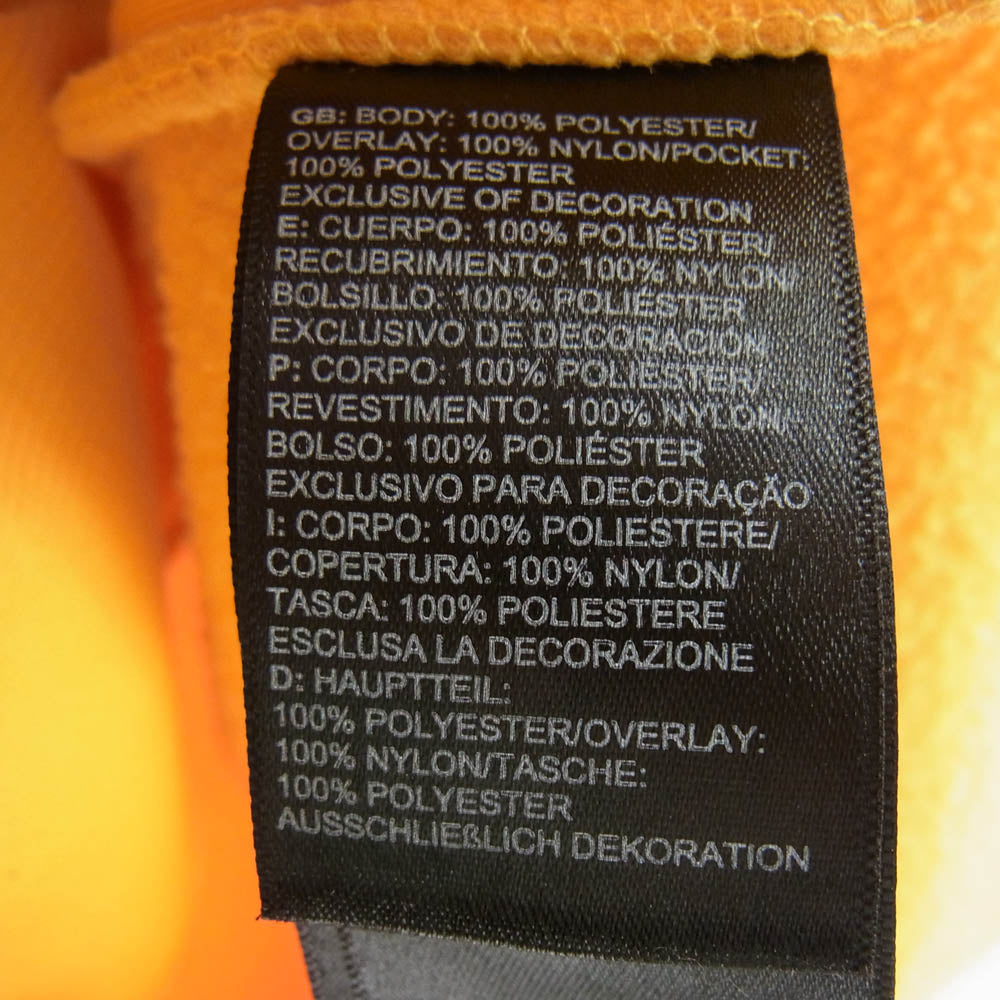 GB: BODY: 100% POLYESTER/
OVERLAY: 100% NYLON/POCKET:
100% POLYESTER
EXCLUSIVE OF DECORATION
E: CUERPO: 100% POLIÉSTER/
RECUBRIMIENTO: 100% NYLON/
BOLSILLO: 100% POLIÉSTER
EXCLUSIVO DE DECORACIÓN
P: CORPO: 100% POLIÉSTER/
REVESTIMENTO: 100% NYLON/
BOLSO: 100% POLIÉSTER
EXCLUSIVO PARA DECORAÇÃO
I: CORPO: 100% POLIESTERE/
COPERTURA: 100% NYLON/
TASCA: 100% POLIESTERE
ESCLUSA LA DECORAZIONE
D: HAUPTTEIL:
100% POLYESTER/OVERLAY:
100% NYLON/TASCHE:
100% POLYESTER
AUSSCHLIEßLICH DEKORATION